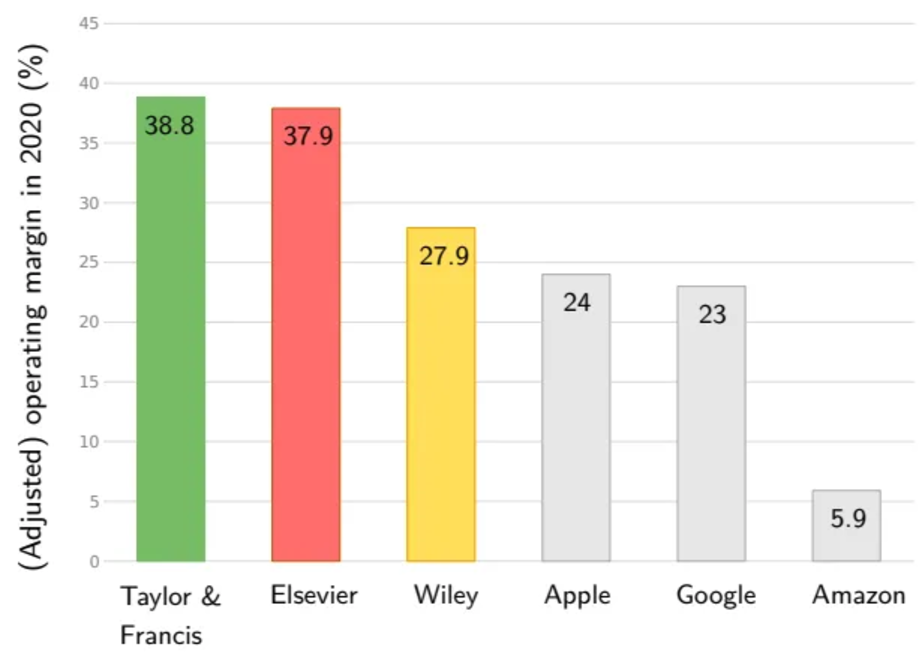 (Adjusted) operating margin in 2020 (%)
45
40
35
30
25
20
15
10
5
0
38.8
37.9
27.9
24
23
5.9
Taylor &
Francis
Elsevier
Wiley
Apple
Google
Amazon